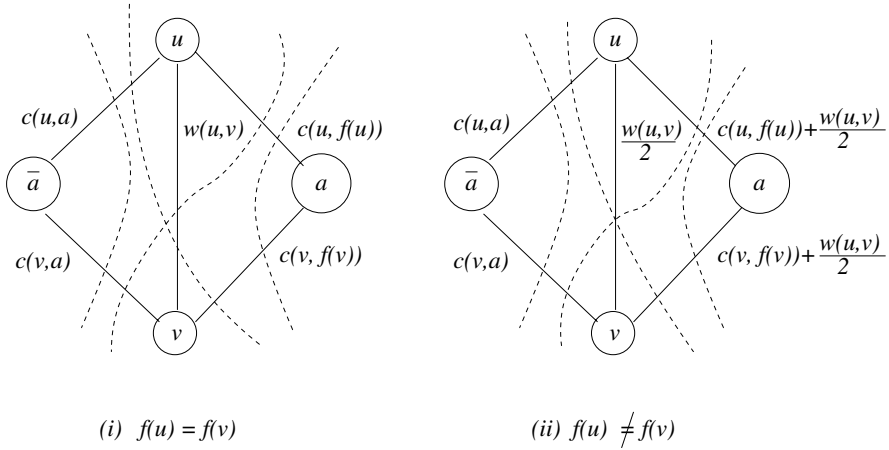 u
c(u,a)
w(u,v)
c(u, f(u))
a̅
a
c(v,a)
c(v, f(v))
v
(i) f(u) = f(v)
u
c(u,a)
w(u,v)
2
c(u, f(u))+w(u,v)
2
a̅
a
c(v,a)
c(v, f(v))+w(u,v)
2
v
(ii) f(u) ≠ f(v)